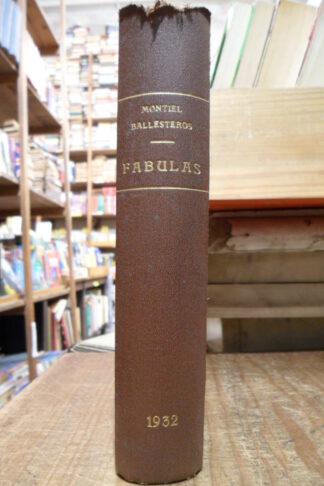 MONTIEL
BALLESTEROS
FABULAS
1932